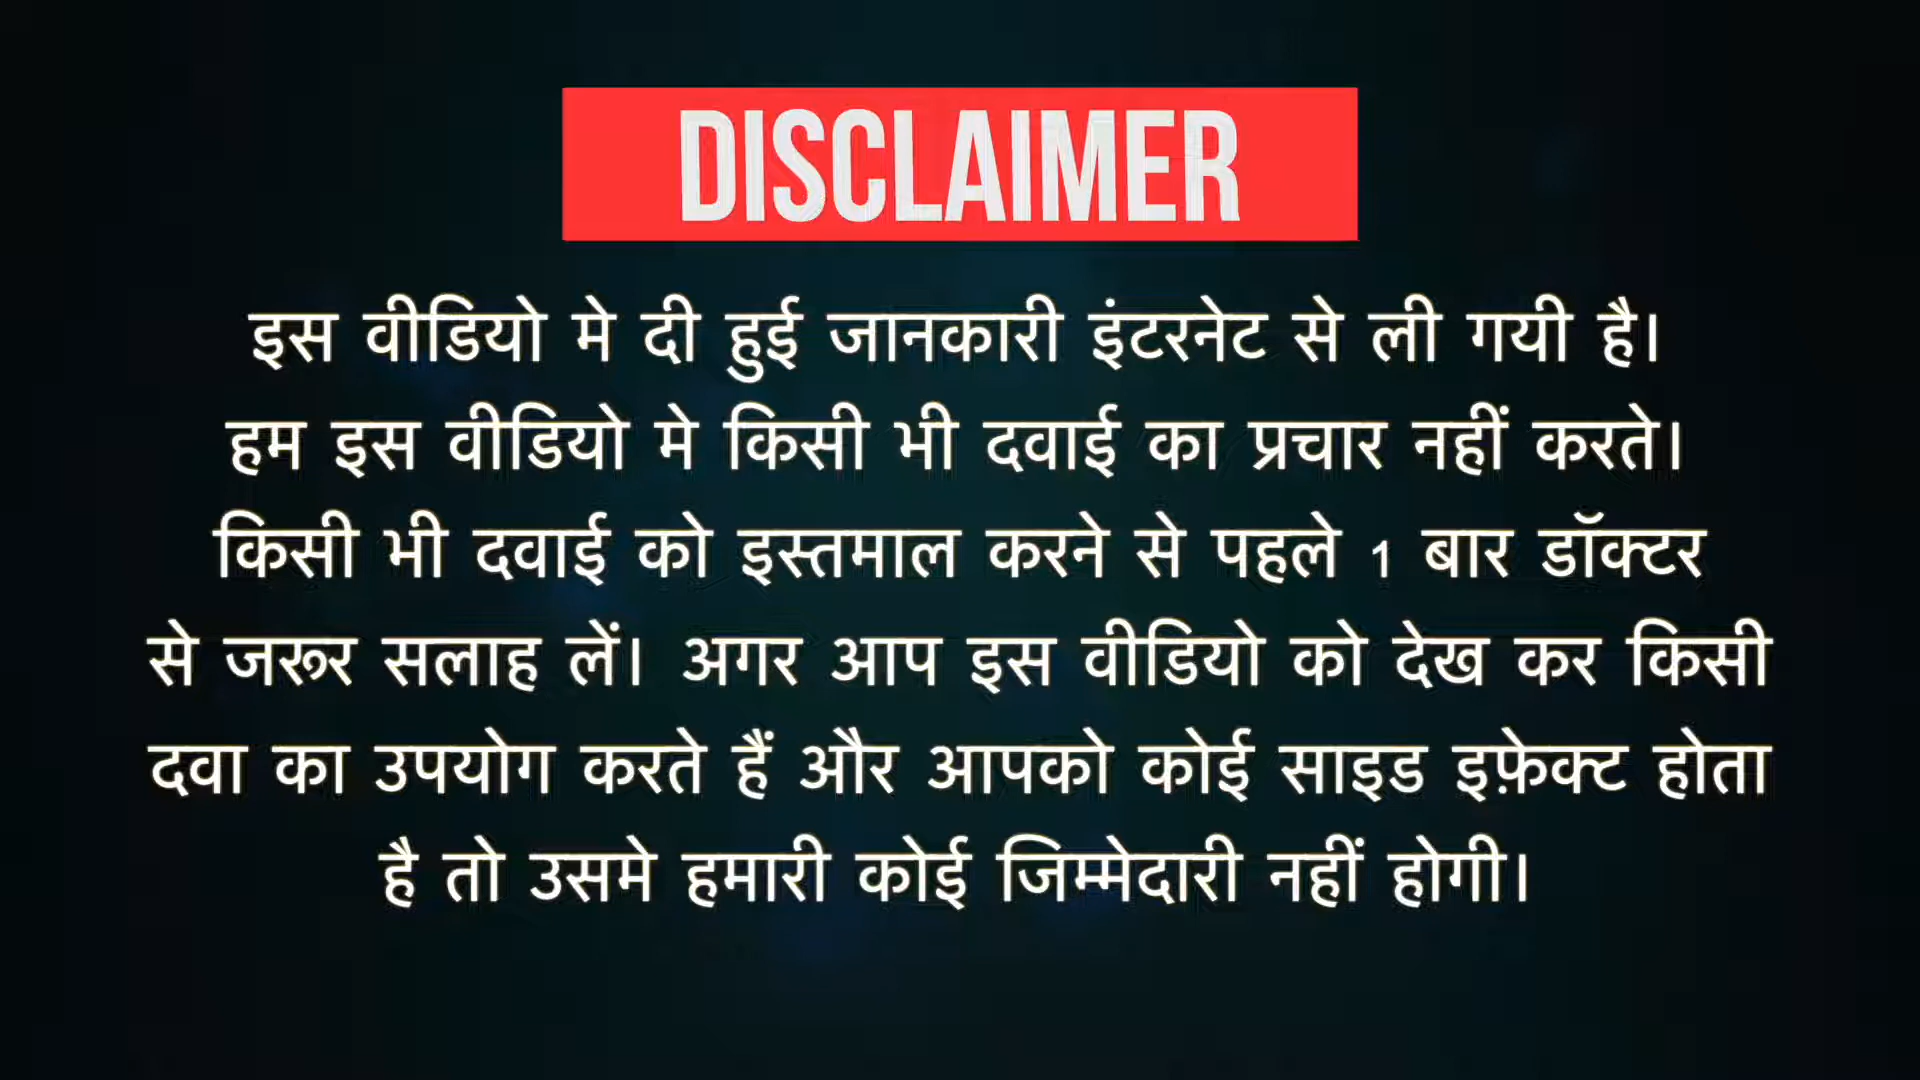 DISCLAIMER
इस वीडियो मे दी हुई जानकारी इंटरनेट से ली गयी है।
हम इस वीडियो मे किसी भी दवाई का प्रचार नहीं करते।
किसी भी दवाई को इस्तमाल करने से पहले 1 बार डॉक्टर
से जरूर सलाह लें। अगर आप इस वीडियो को देख कर किसी
दवा का उपयोग करते हैं और आपको कोई साइड इफ़ेक्ट होता
है तो उसमे हमारी कोई जिम्मेदारी नहीं होगी।